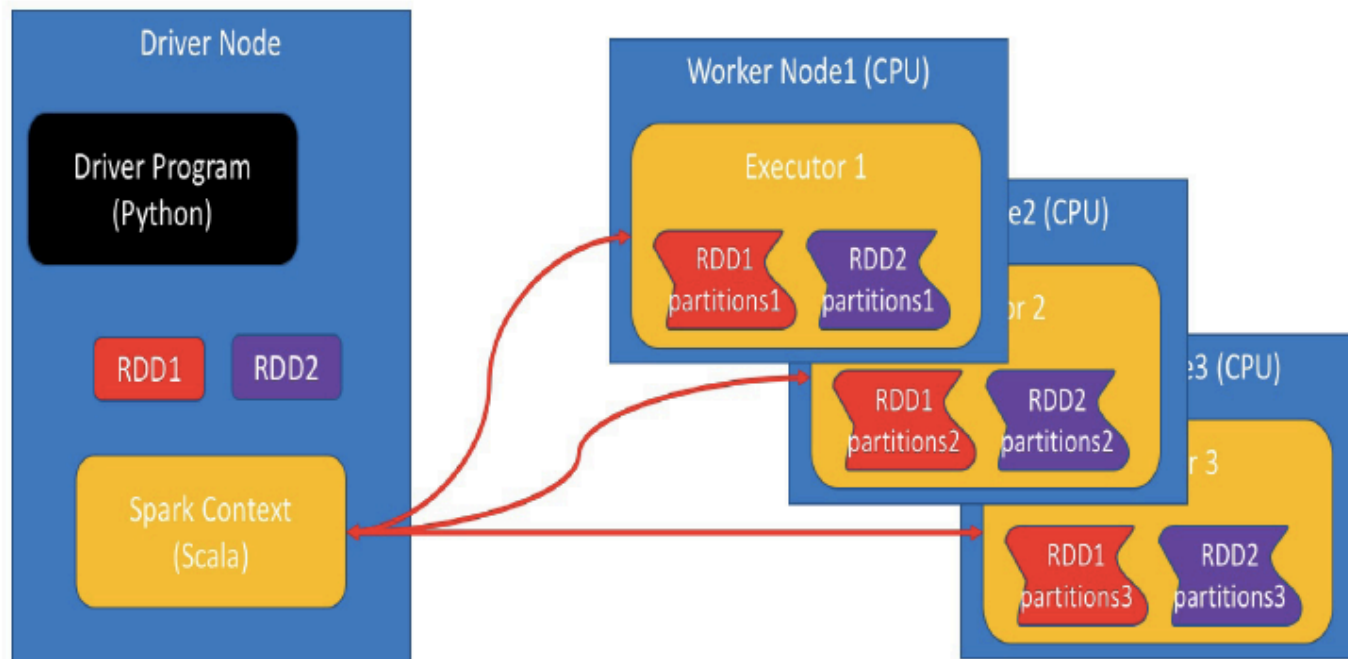 Driver Node
Driver Program
(Python)
RDD1
RDD2
Spark Context
(Scala)
Worker Node1 (CPU)
Executor 1
RDD1
partitions1
RDD2
partitions1
e2 (CPU)
or 2
RDD1
partitions2
RDD2
partitions2
e3 (CPU)
r 3
RDD1
partitions3
RDD2
partitions3